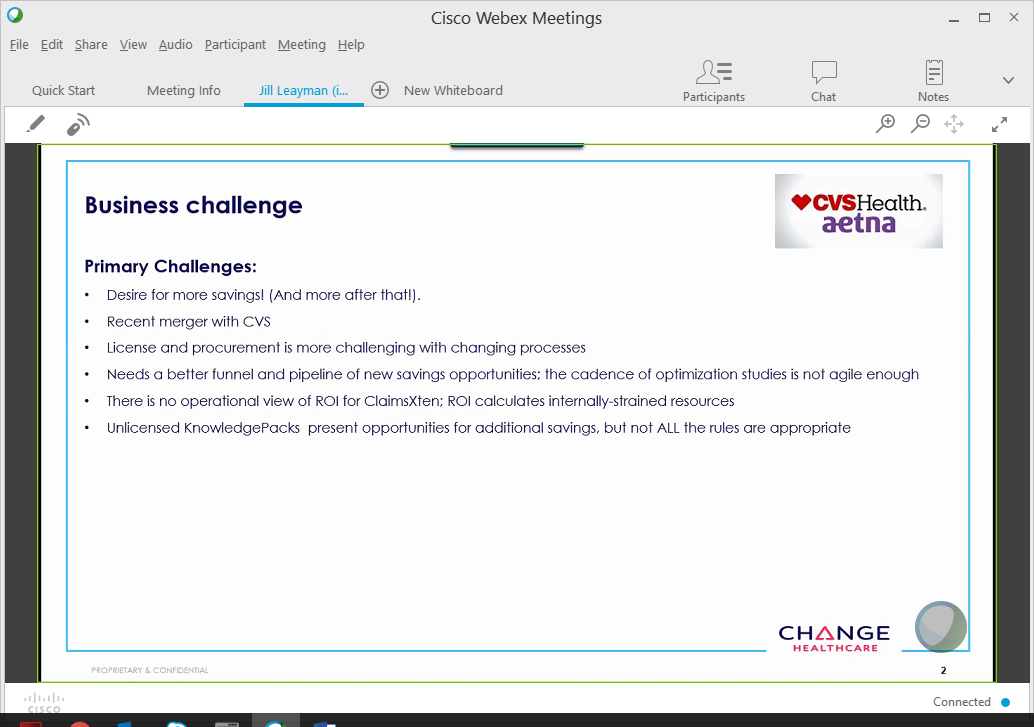 Cisco Webex Meetings
File Edit Share View Audio Participant Meeting Help
Quick Start Meeting Info Jill Leayman (i... New Whiteboard
Participants Chat Notes
Business challenge
CVSHealth.
aetna
Primary Challenges:
• Desire for more savings! (And more after that!).
• Recent merger with CVS
• License and procurement is more challenging with changing processes
• Needs a better funnel and pipeline of new savings opportunities; the cadence of optimization studies is not agile enough
• There is no operational view of ROI for ClaimsXten; ROI calculates internally-strained resources
• Unlicensed KnowledgePacks present opportunities for additional savings, but not ALL the rules are appropriate
CHANGE
HEALTHCARE
PROPRIETARY & CONFIDENTIAL 2
cisco
Connected